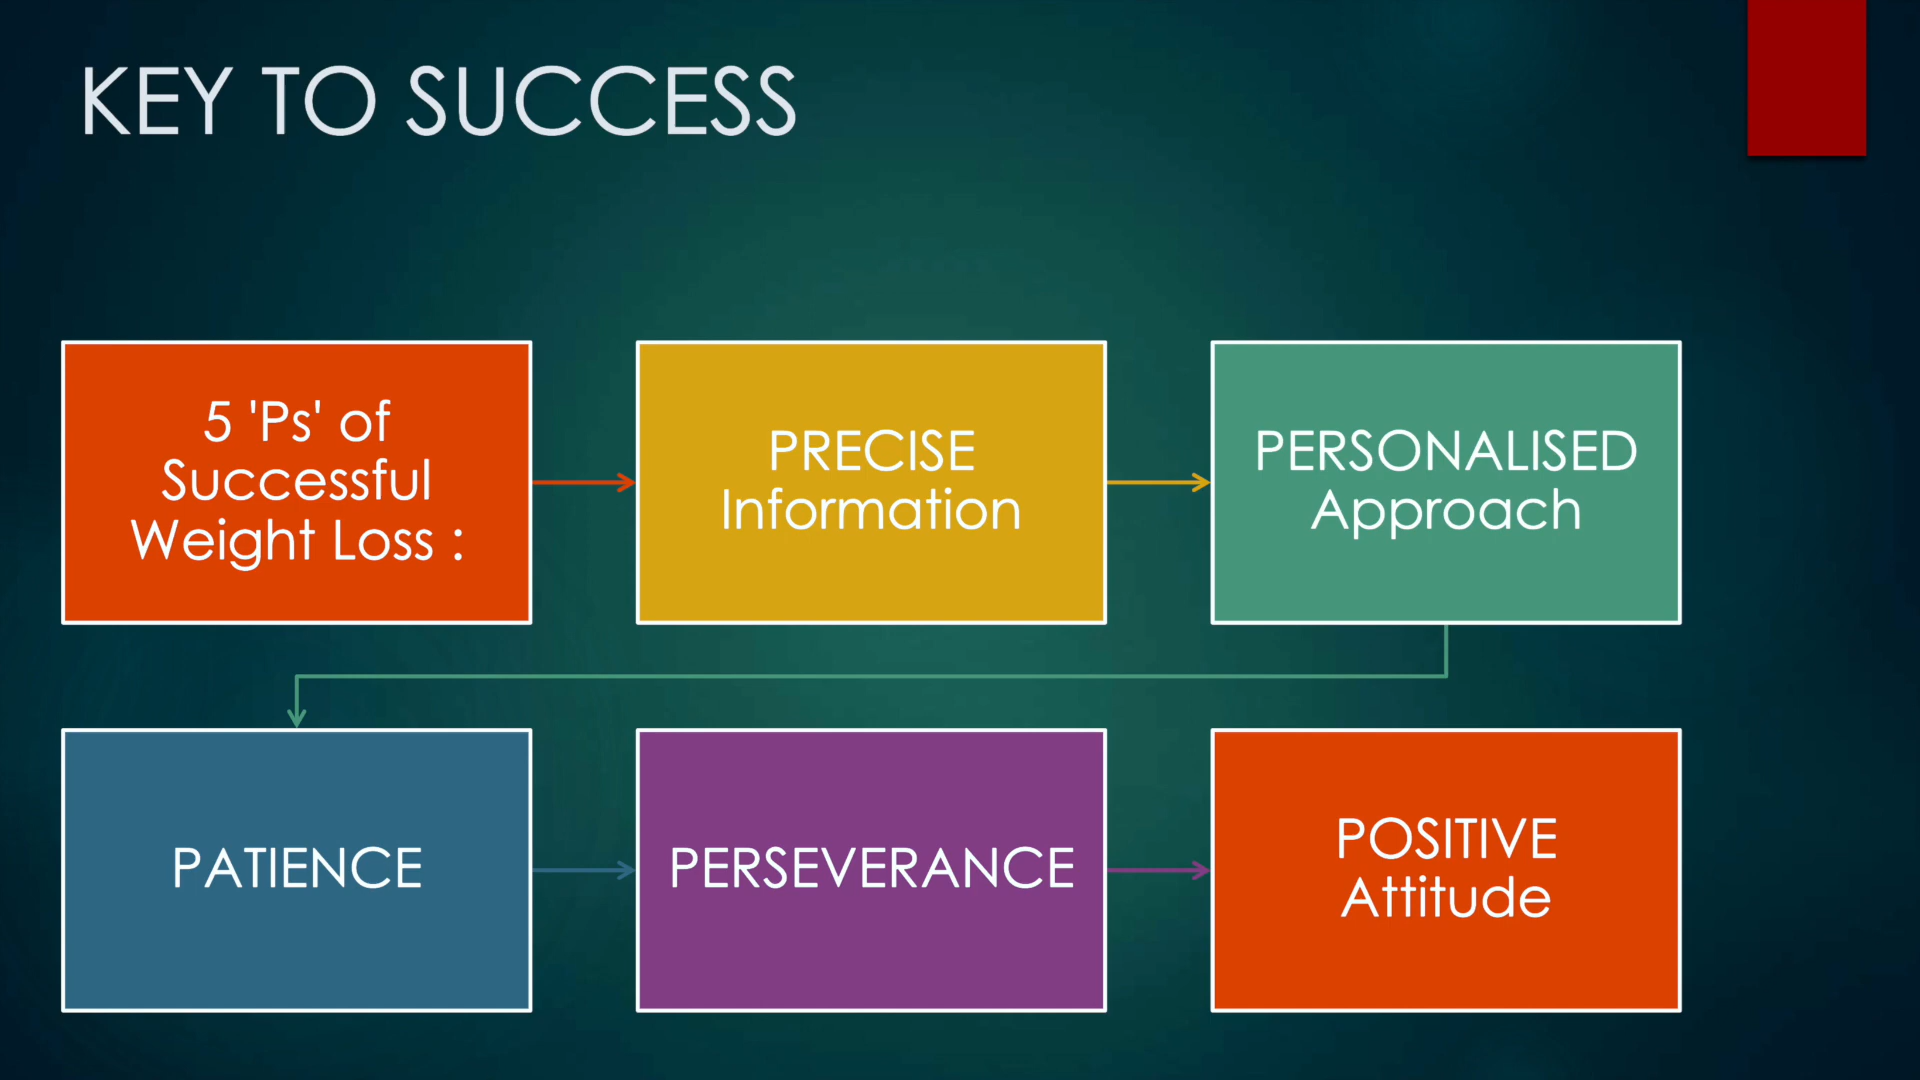 KEY TO SUCCESS
5 'Ps' of
Successful
Weight Loss :
PRECISE
Information
PERSONALISED
Approach
PATIENCE
PERSEVERANCE
POSITIVE
Attitude